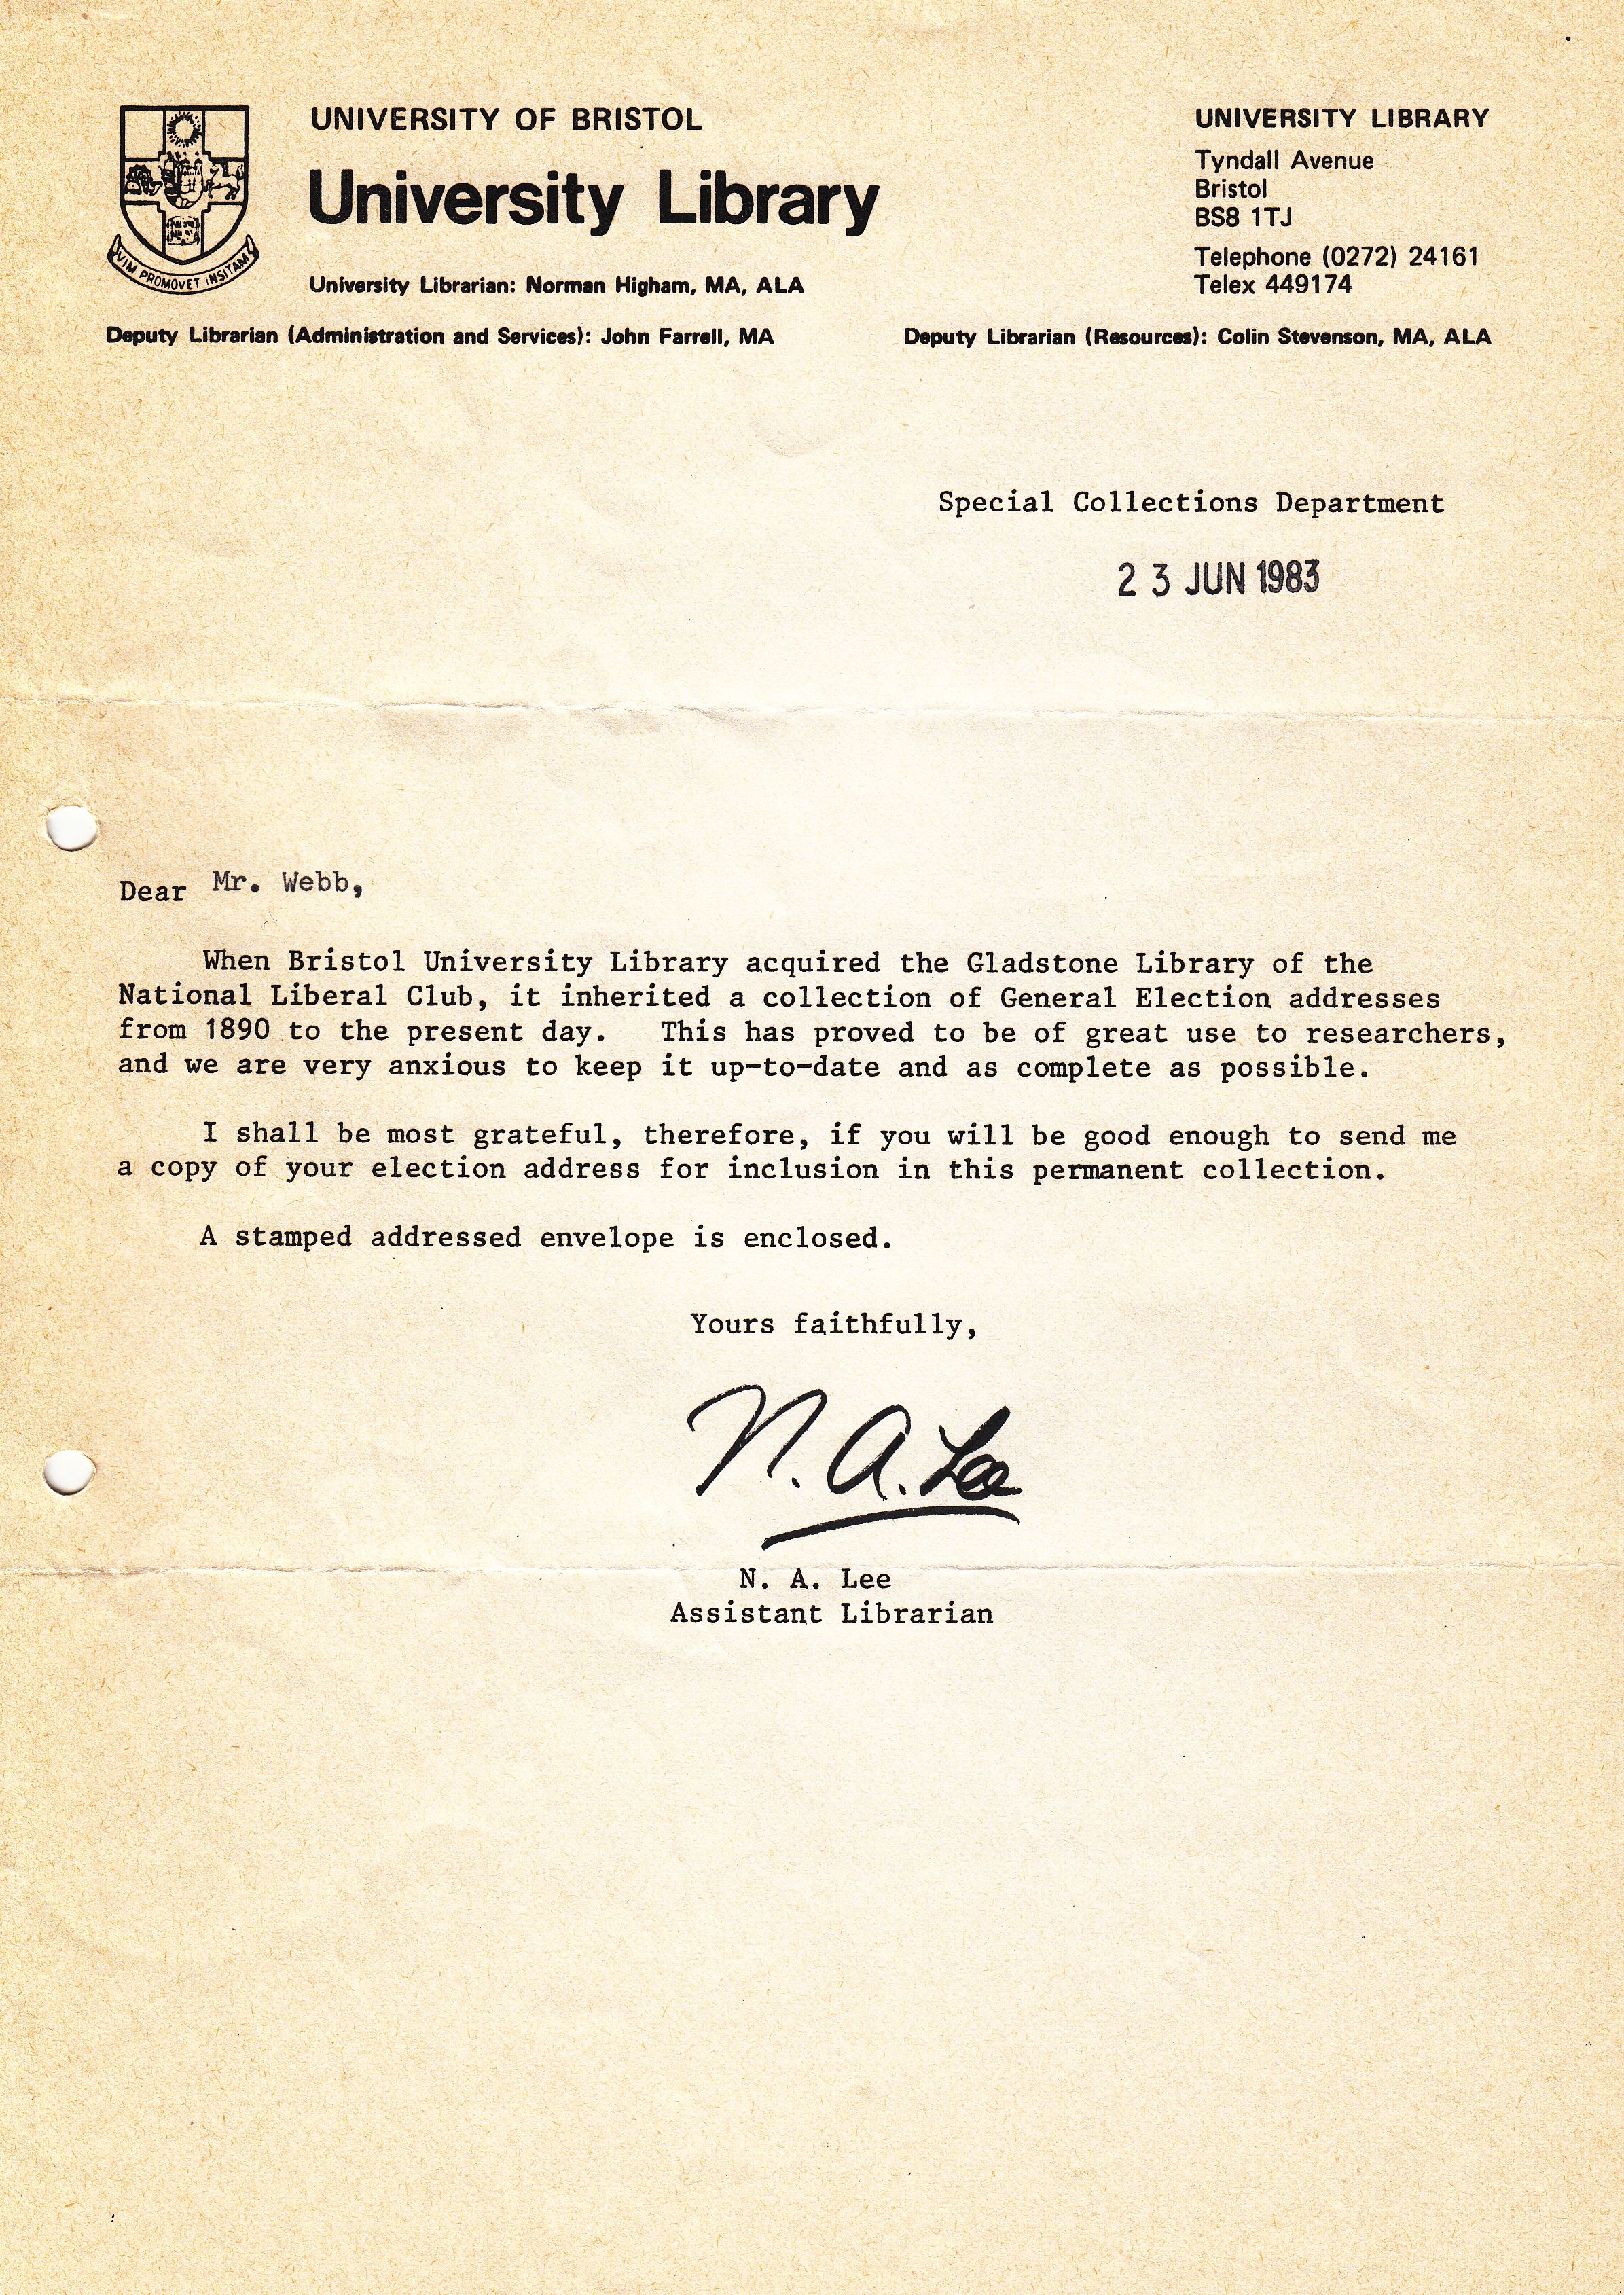 UNIVERSITY OF BRISTOL
University Library
University Librarian: Norman Higham, MA, ALA
VIM PROMOVET INSITAM
UNIVERSITY LIBRARY
Tyndall Avenue
Bristol
BS8 1TJ
Telephone (0272) 24161
Telex 449174
Deputy Librarian (Administration and Services): John Farrell, MA
Deputy Librarian (Resources): Colin Stevenson, MA, ALA
Special Collections Department
2 3 JUN 1983
Dear Mr. Webb,
When Bristol University Library acquired the Gladstone Library of the
National Liberal Club, it inherited a collection of General Election addresses
from 1890 to the present day. This has proved to be of great use to researchers,
and we are very anxious to keep it up-to-date and as complete as possible.
I shall be most grateful, therefore, if you will be good enough to send me
a copy of your election address for inclusion in this permanent collection.
A stamped addressed envelope is enclosed.
Yours faithfully,
N. A. Lee
N. A. Lee
Assistant Librarian